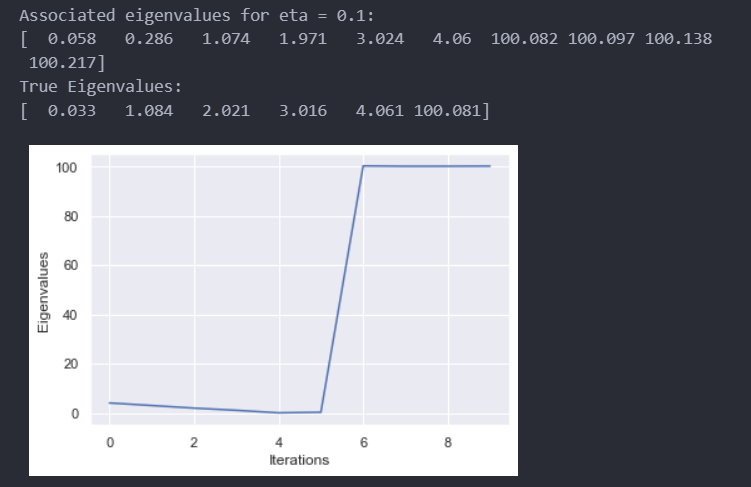 Associated eigenvalues for eta = 0.1:
[ 0.058 0.286 1.074 1.971 3.024 4.06 100.082 100.097 100.138
100.217]
True Eigenvalues:
[ 0.033 1.084 2.021 3.016 4.061 100.081]
100
80
60
40
20
0
Eigenvalues
0 2 4 6 8
Iterations